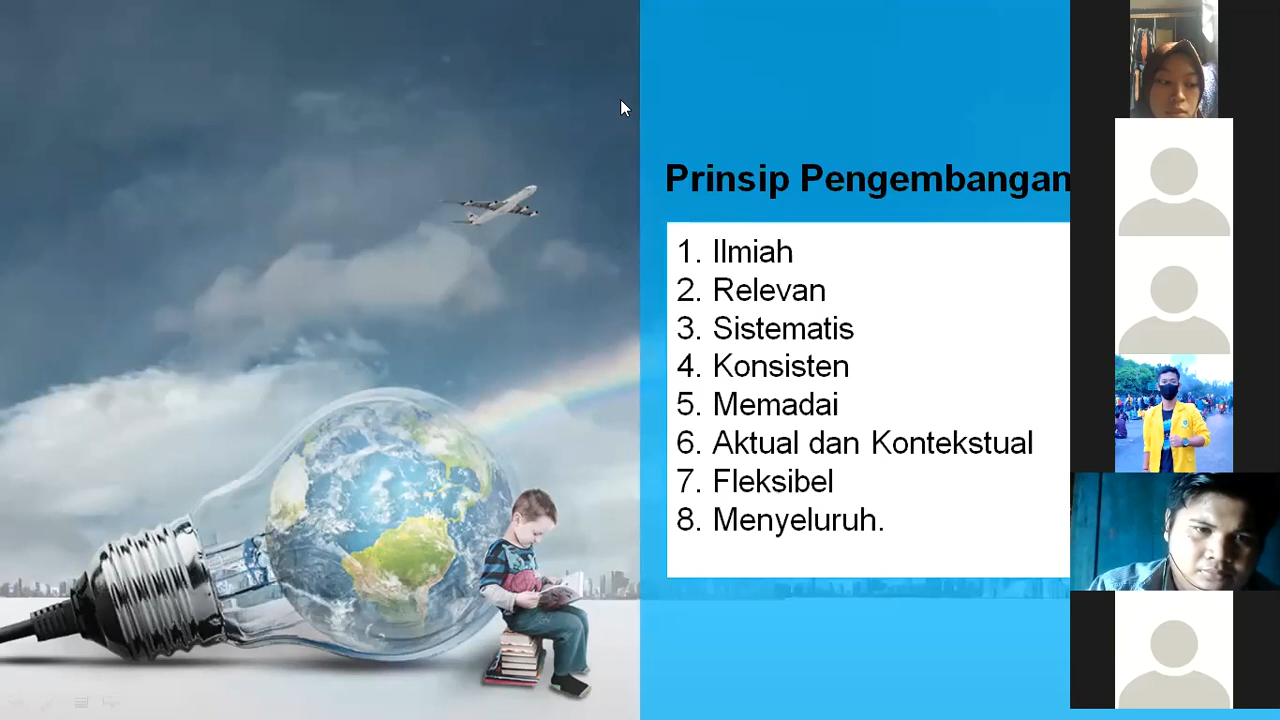 Prinsip Pengembangan
1. Ilmiah
2. Relevan
3. Sistematis
4. Konsisten
5. Memadai
6. Aktual dan Kontekstual
7. Fleksibel
8. Menyeluruh.